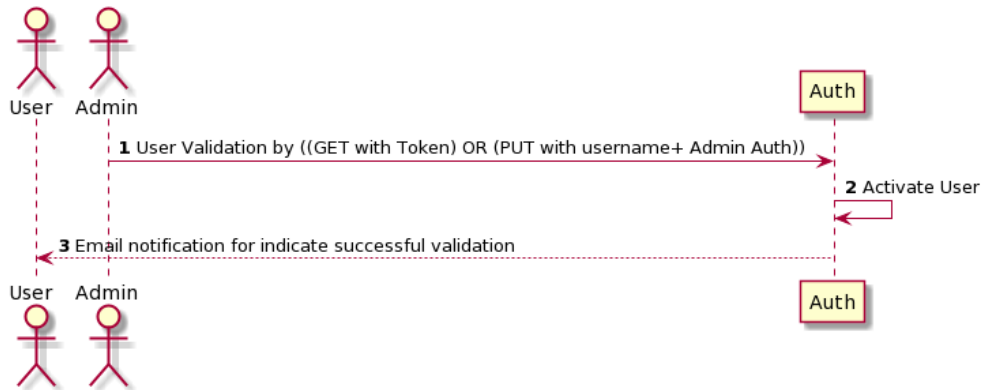 User Admin
Auth
1 User Validation by ((GET with Token) OR (PUT with username+ Admin Auth))
2 Activate User
3 Email notification for indicate successful validation
User Admin
Auth